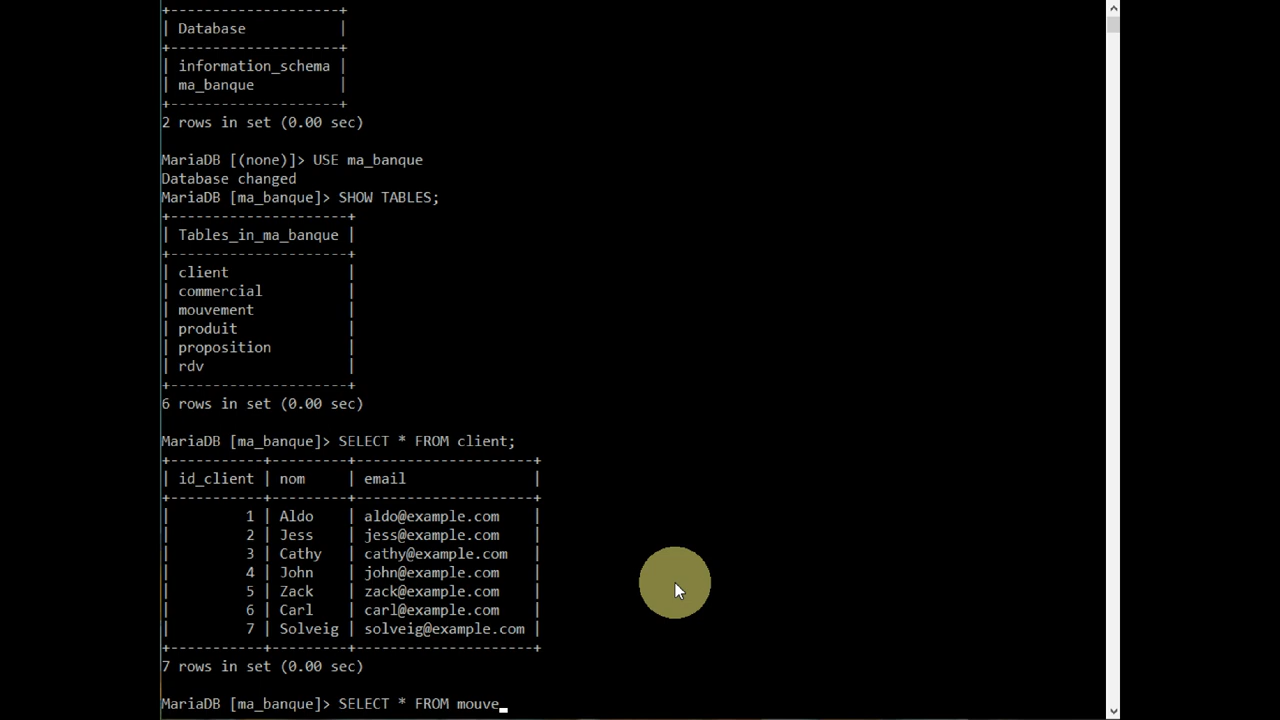 +--------------------+
| Database           |
+--------------------+
| information_schema |
| ma_banque          |
+--------------------+
2 rows in set (0.00 sec)
MariaDB [(none)]> USE ma_banque
Database changed
MariaDB [ma_banque]> SHOW TABLES;
+---------------------+
| Tables_in_ma_banque |
+---------------------+
| client              |
| commercial          |
| mouvement           |
| produit             |
| proposition         |
| rdv                 |
+---------------------+
6 rows in set (0.00 sec)
MariaDB [ma_banque]> SELECT * FROM client;
+-----------+---------+---------------------+
| id_client | nom     | email               |
+-----------+---------+---------------------+
|         1 | Aldo    | aldo@example.com    |
|         2 | Jess    | jess@example.com    |
|         3 | Cathy   | cathy@example.com   |
|         4 | John    | john@example.com    |
|         5 | Zack    | zack@example.com    |
|         6 | Carl    | carl@example.com    |
|         7 | Solveig | solveig@example.com |
+-----------+---------+---------------------+
7 rows in set (0.00 sec)
MariaDB [ma_banque]> SELECT * FROM mouve_